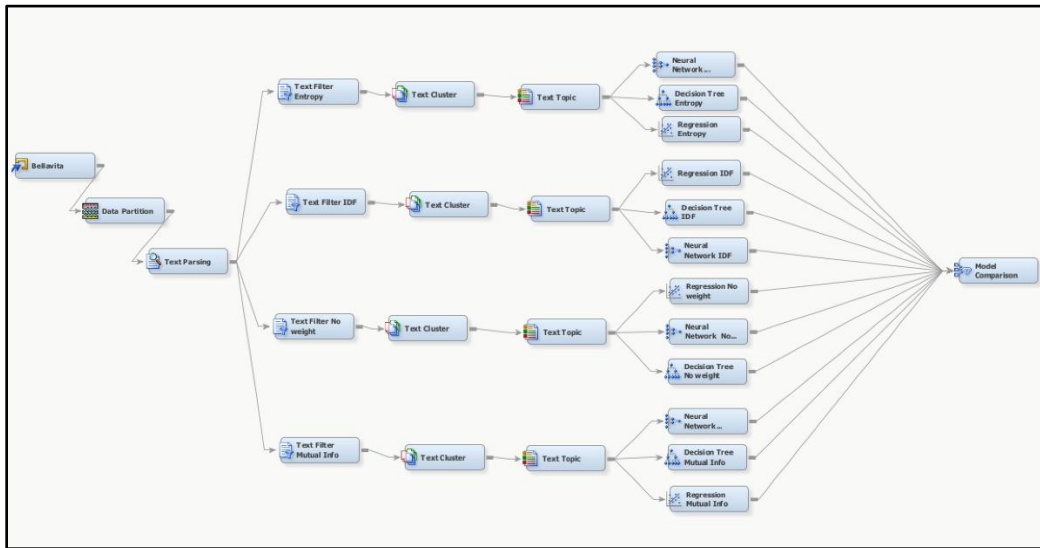 Bellavita
Data Partition
Text Parsing
Text Filter
Entropy
Text Cluster
Text Topic
Neural
Network...
Decision Tree
Entropy
Regression
Entropy
Text Filter IDF
Text Cluster
Text Topic
Regression IDF
Decision Tree
IDF
Neural
Network IDF
Text Filter No
weight
Text Cluster
Text Topic
Regression No
weight
Neural
Network No...
Decision Tree
No weight
Text Filter
Mutual Info
Text Cluster
Text Topic
Neural
Network...
Decision Tree
Mutual Info
Regression
Mutual Info
Model
Comparison